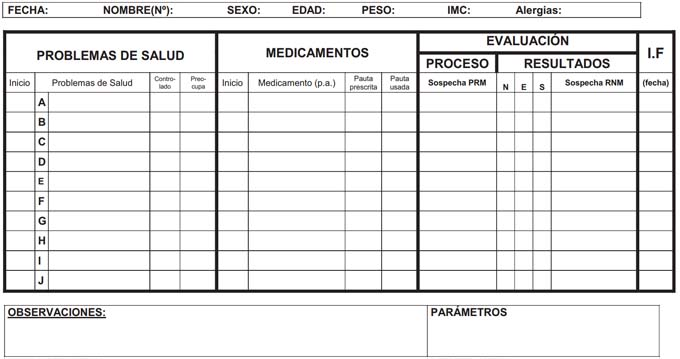 FECHA: NOMBRE(Nº): SEXO: EDAD: PESO: IMC: Alergias:
PROBLEMAS DE SALUD MEDICAMENTOS EVALUACIÓN I.F
PROCESO RESULTADOS
Inicio Problemas de Salud Contro-lado Preo-cupa Inicio Medicamento (p.a.) Pauta prescrita Pauta usada Sospecha PRM N E S Sospecha RNM (fecha)
A
B
C
D
E
F
G
H
I
J
OBSERVACIONES: PARÁMETROS